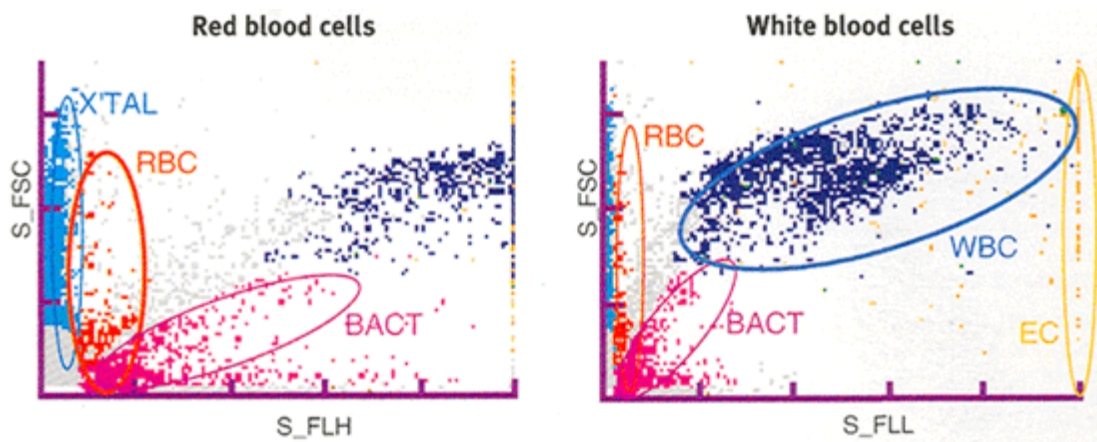 Red blood cells
X'TAL
RBC
BACT
S_FSC
S_FLH
White blood cells
RBC
WBC
BACT
EC
S_FSC
S_FLL